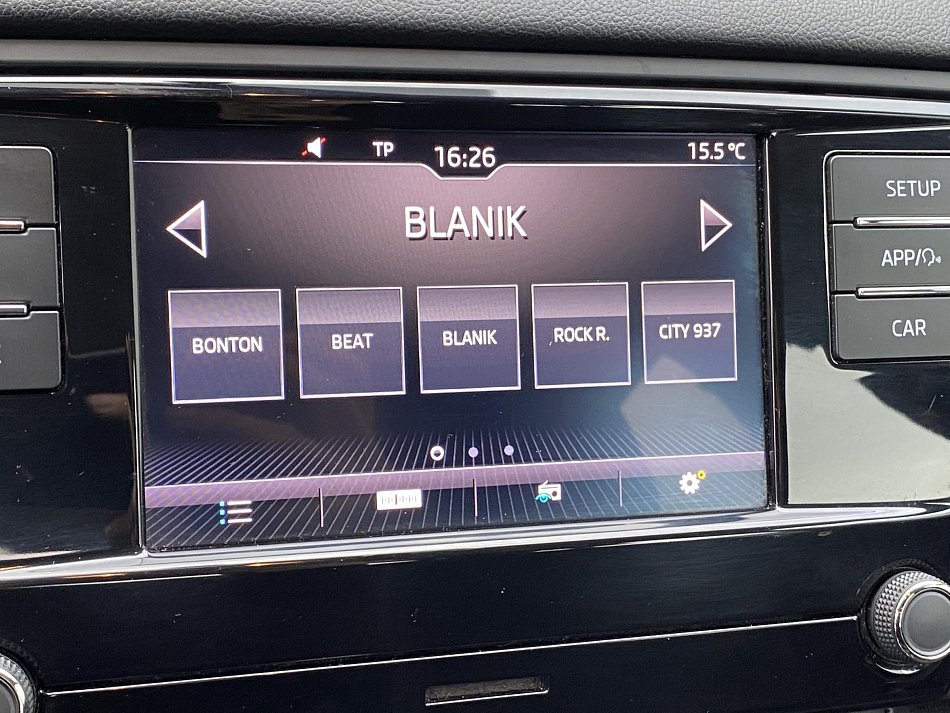 TP 16:26 15.5 °C
BLANIK
BONTON BEAT BLANIK ROCK R. CITY 937
SETUP
APP/
CAR